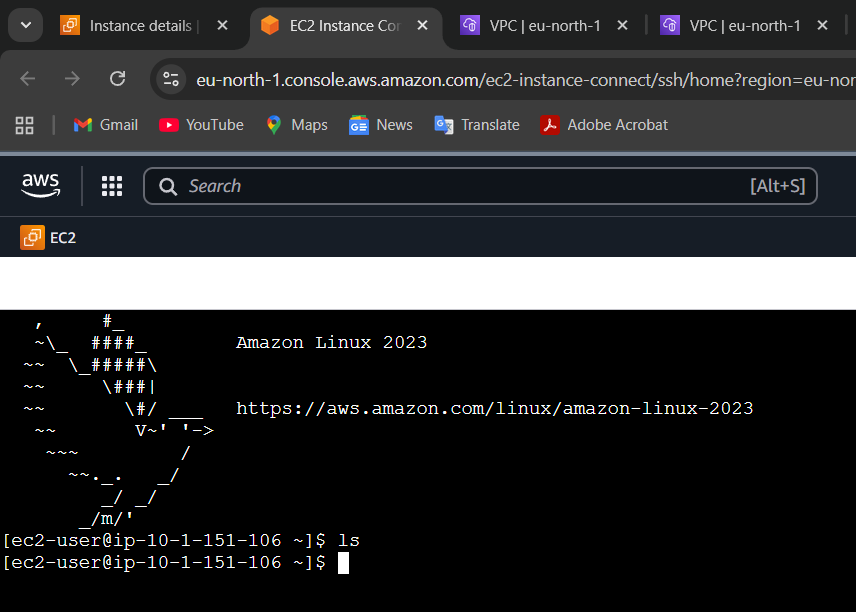 Instance details
EC2 Instance Cor
VPC | eu-north-1
VPC | eu-north-1
eu-north-1.console.aws.amazon.com/ec2-instance-connect/ssh/home?region=eu-nor
Gmail
YouTube
Maps
News
Translate
Adobe Acrobat
aws
Search
[Alt+S]
EC2
   ,     #_
   ~\_  ####_        Amazon Linux 2023
  ~~  \_#####\
  ~~     \###|
  ~~       \#/ ___   https://aws.amazon.com/linux/amazon-linux-2023
   ~~       V~' '->
    ~~~         /
      ~~._.   _/
         _/ _/
       _/m/'
[ec2-user@ip-10-1-151-106 ~]$ ls
[ec2-user@ip-10-1-151-106 ~]$